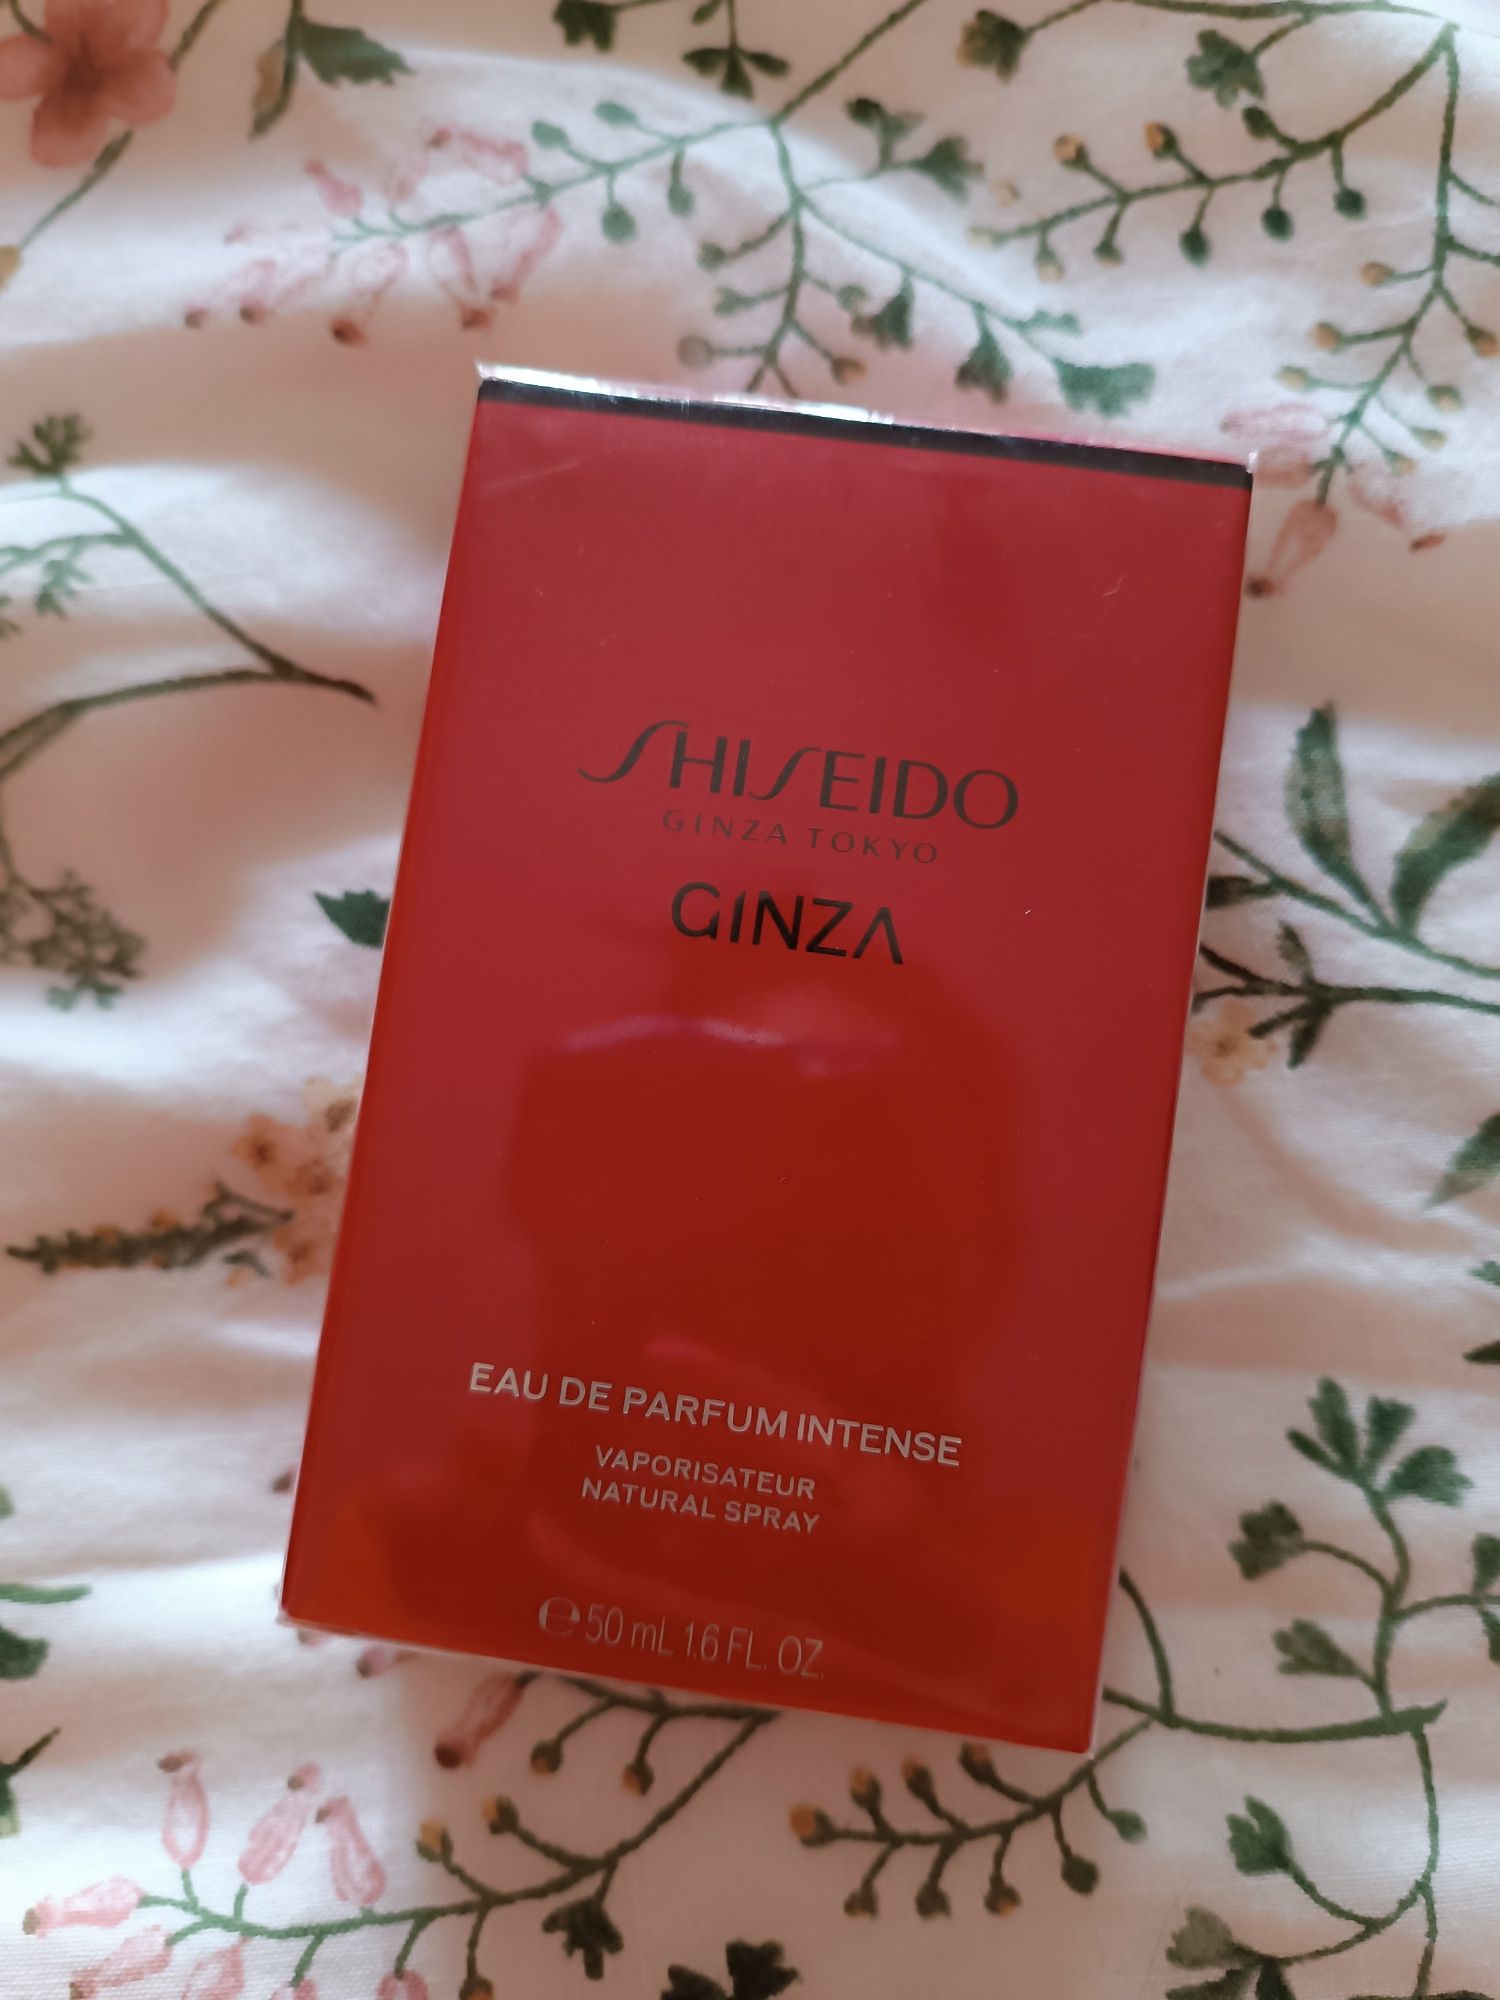 SHISEIDO
GINZA TOKYO
GINZA
EAU DE PARFUM INTENSE
VAPORISATEUR
NATURAL SPRAY
℮ 50 mL 1.6 FL. OZ.